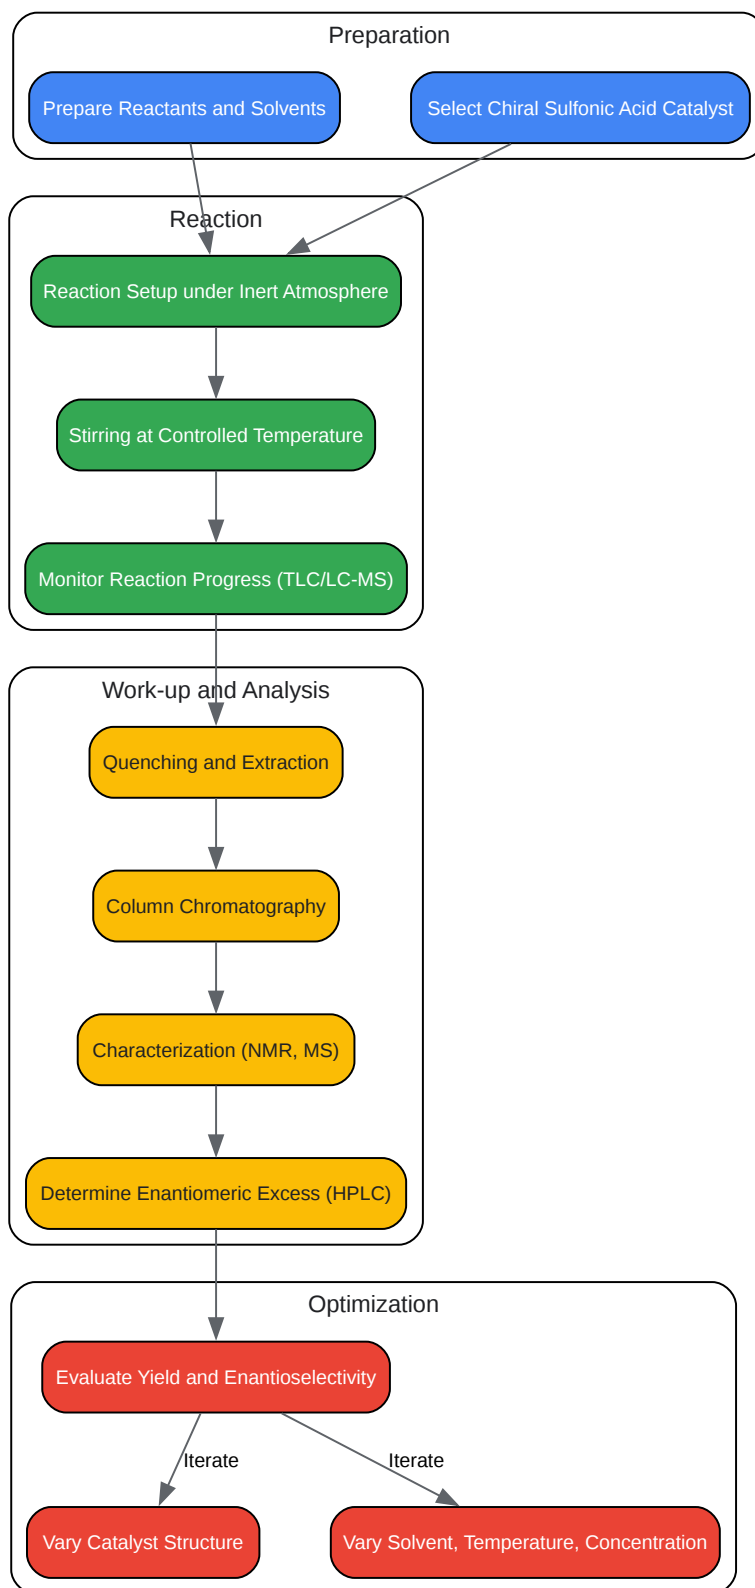 Preparation
Prepare Reactants and Solvents
Select Chiral Sulfonic Acid Catalyst
Reaction
Reaction Setup under Inert Atmosphere
Stirring at Controlled Temperature
Monitor Reaction Progress (TLC/LC-MS)
Work-up and Analysis
Quenching and Extraction
Column Chromatography
Characterization (NMR, MS)
Determine Enantiomeric Excess (HPLC)
Optimization
Evaluate Yield and Enantioselectivity
Iterate
Iterate
Vary Catalyst Structure
Vary Solvent, Temperature, Concentration